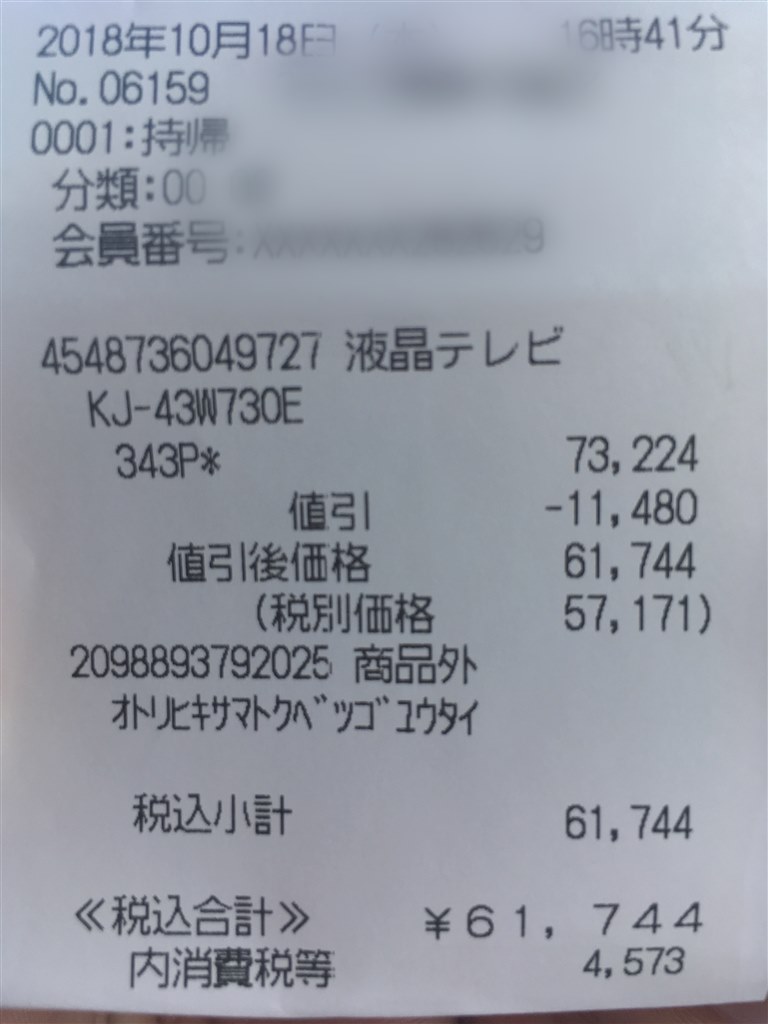 2018年10月18日 16時41分
No.06159
0001:持帰
分類:00
会員番号:
4548736049727 液晶テレビ
KJ-43W730E
343P* 73,224
値引 -11,480
値引後価格 61,744
(税別価格 57,171)
2098893792025 商品外
ｵﾄﾘﾋｷｻﾏﾄｸﾍﾞﾂｺﾞﾕｳﾀｲ
税込小計 61,744
≪税込合計≫ ¥61,744
内消費税等 4,573